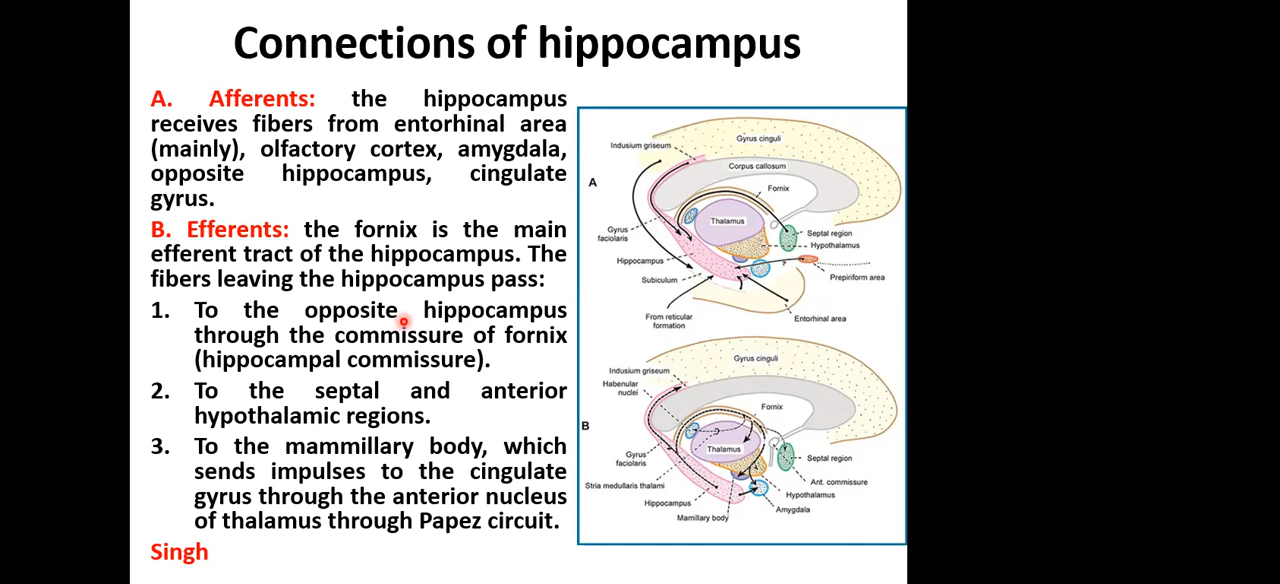 Connections of hippocampus
A. Afferents: the hippocampus
receives fibers from entorhinal area
(mainly), olfactory cortex, amygdala,
opposite hippocampus, cingulate
gyrus.
B. Efferents: the fornix is the main
efferent tract of the hippocampus. The
fibers leaving the hippocampus pass:
1. To the opposite hippocampus
through the commissure of fornix
(hippocampal commissure).
2. To the septal and anterior
hypothalamic regions.
3. To the mammillary body, which
sends impulses to the cingulate
gyrus through the anterior nucleus
of thalamus through Papez circuit.
Singh
A
Gyrus cinguli
Indusium griseum
Corpus callosum
Fornix
Thalamus
Gyrus
faciolaris
Septal region
Hypothalamus
Hippocampus
?
Prepiriform area
Subiculum
From reticular
formation
Entorhinal area
B
Gyrus cinguli
Indusium griseum
Habenular
nuclei
Fornix
Thalamus
Gyrus
faciolaris
Septal region
Stria medullaris thalami
Ant. commissure
Hypothalamus
Hippocampus
Amygdala
Mamillary body